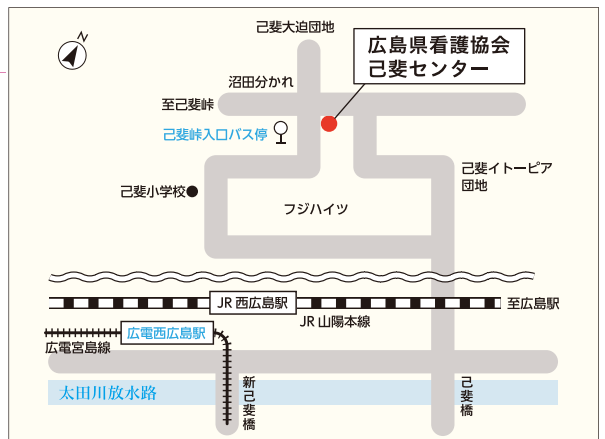 N
己斐大迫団地
広島県看護協会
己斐センター
沼田分かれ
至己斐峠
己斐峠入口バス停
己斐イトーピア
団地
己斐小学校
フジハイツ
JR 西広島駅
至広島駅
JR 山陽本線
広電西広島駅
広電宮島線
太田川放水路
新己斐橋
己斐橋